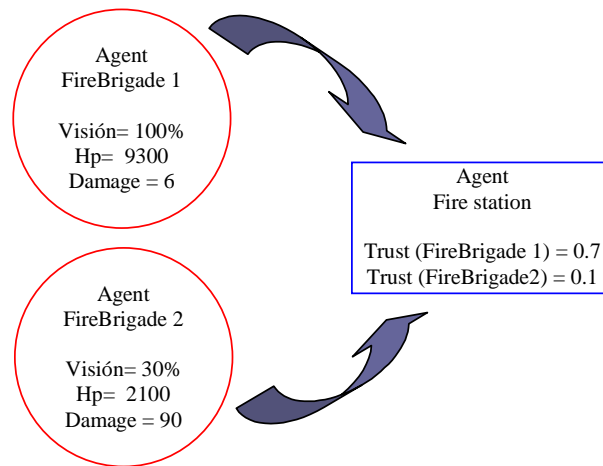 Agent
FireBrigade 1
Visión= 100%
Hp= 9300
Damage = 6
Agent
Fire station
Trust (FireBrigade 1) = 0.7
Trust (FireBrigade2) = 0.1
Agent
FireBrigade 2
Visión= 30%
Hp= 2100
Damage = 90